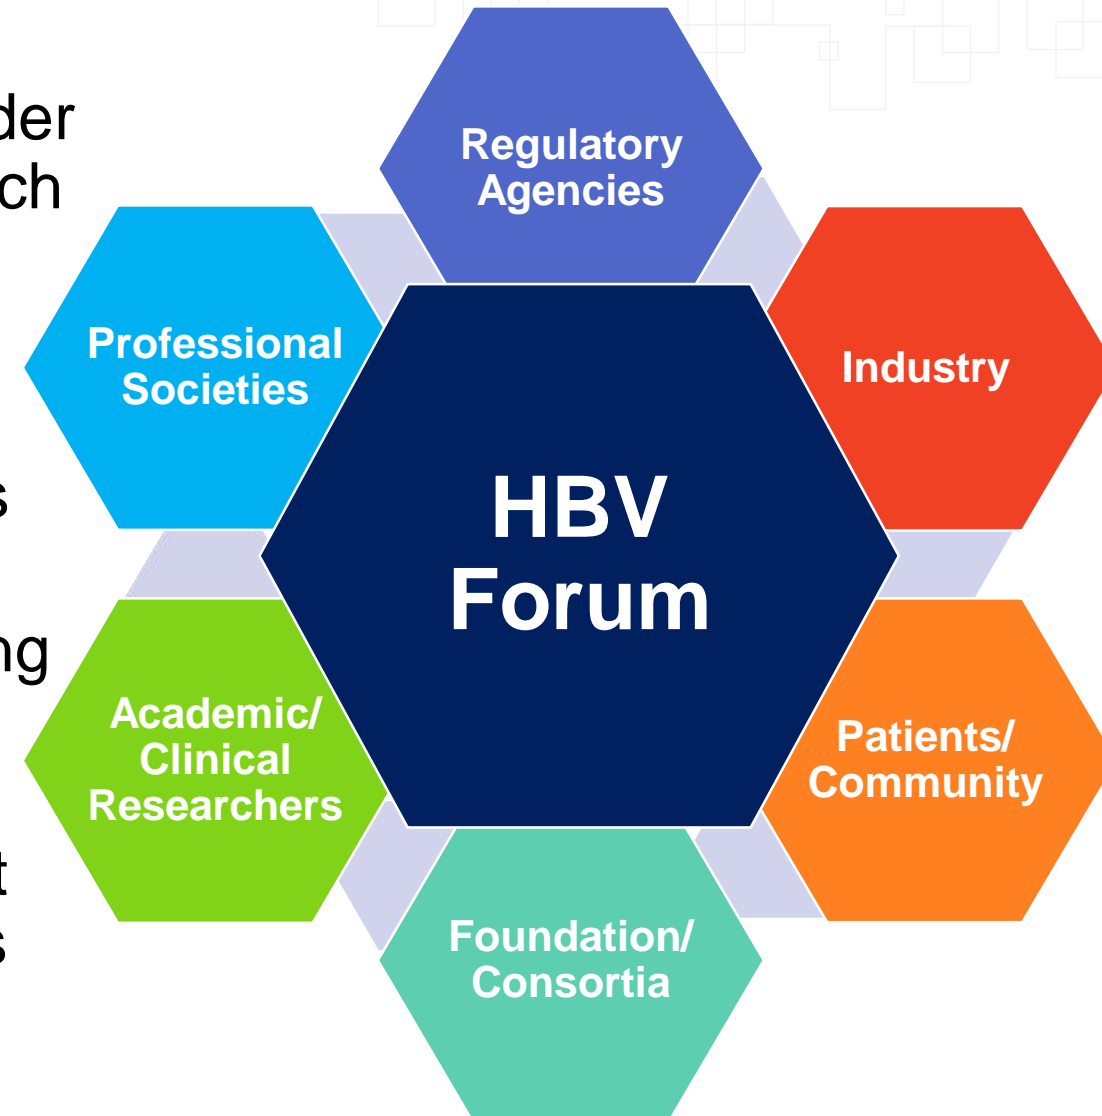 Regulatory
Agencies
Professional
Societies
Industry
HBV
Forum
Academic/
Clinical
Researchers
Patients/
Community
Foundation/
Consortia